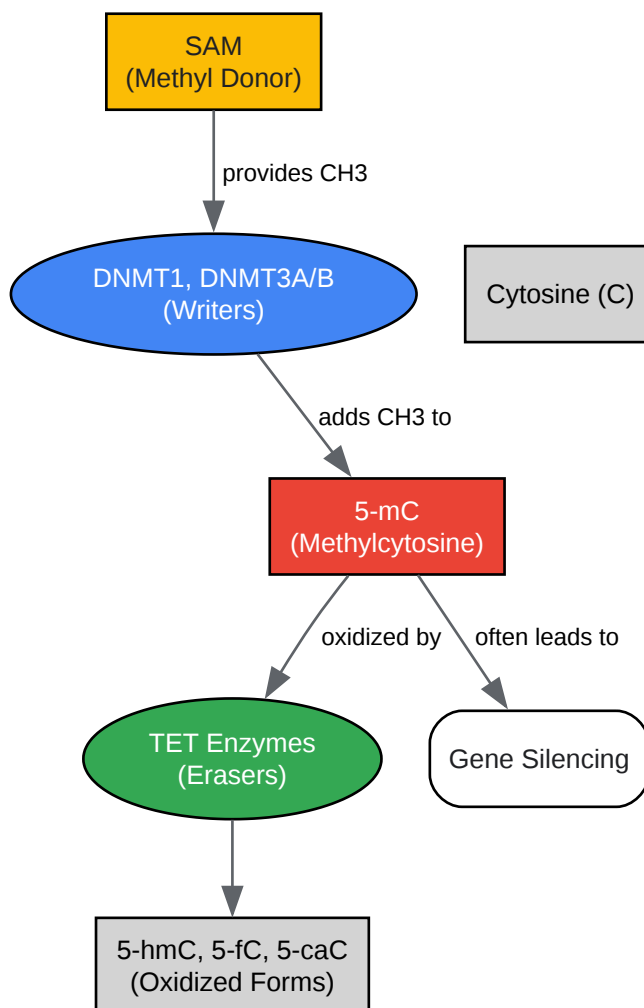 SAM
(Methyl Donor)
provides CH3
DNMT1, DNMT3A/B
(Writers)
Cytosine (C)
adds CH3 to
5-mC
(Methylcytosine)
oxidized by
often leads to
TET Enzymes
(Erasers)
Gene Silencing
5-hmC, 5-fC, 5-caC
(Oxidized Forms)